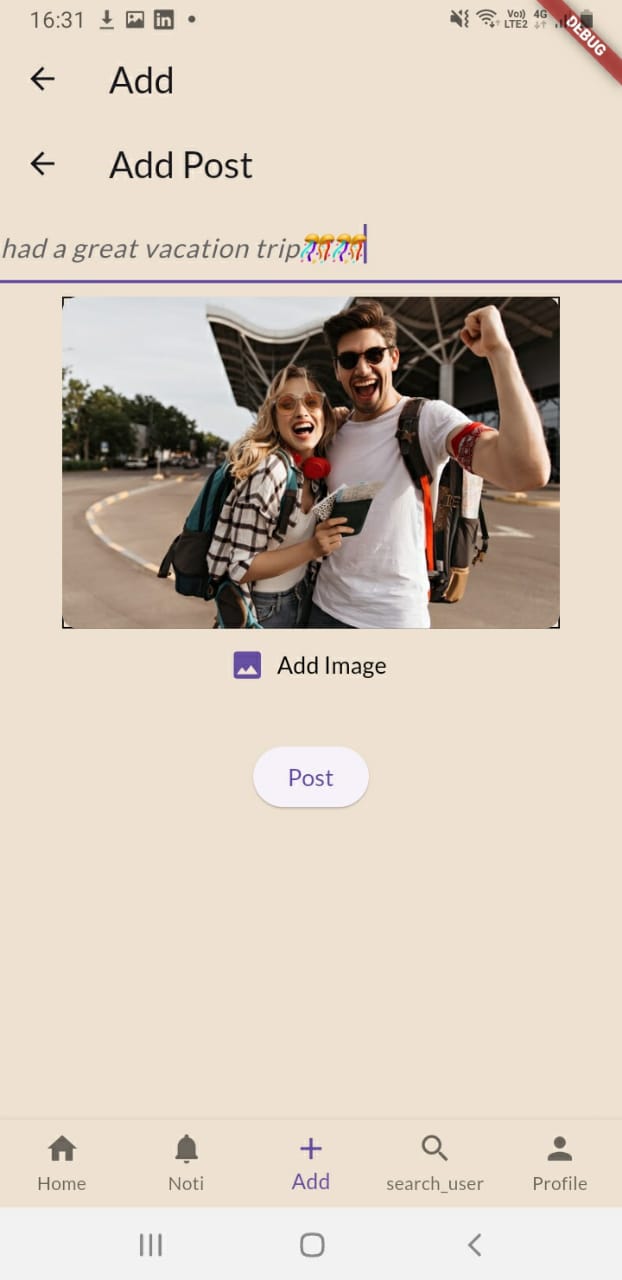 16:31 Vo)) LTE2 4G
DEBUG
Add
Add Post
had a great vacation trip🎊🎊
Add Image
Post
Home Noti Add search_user Profile